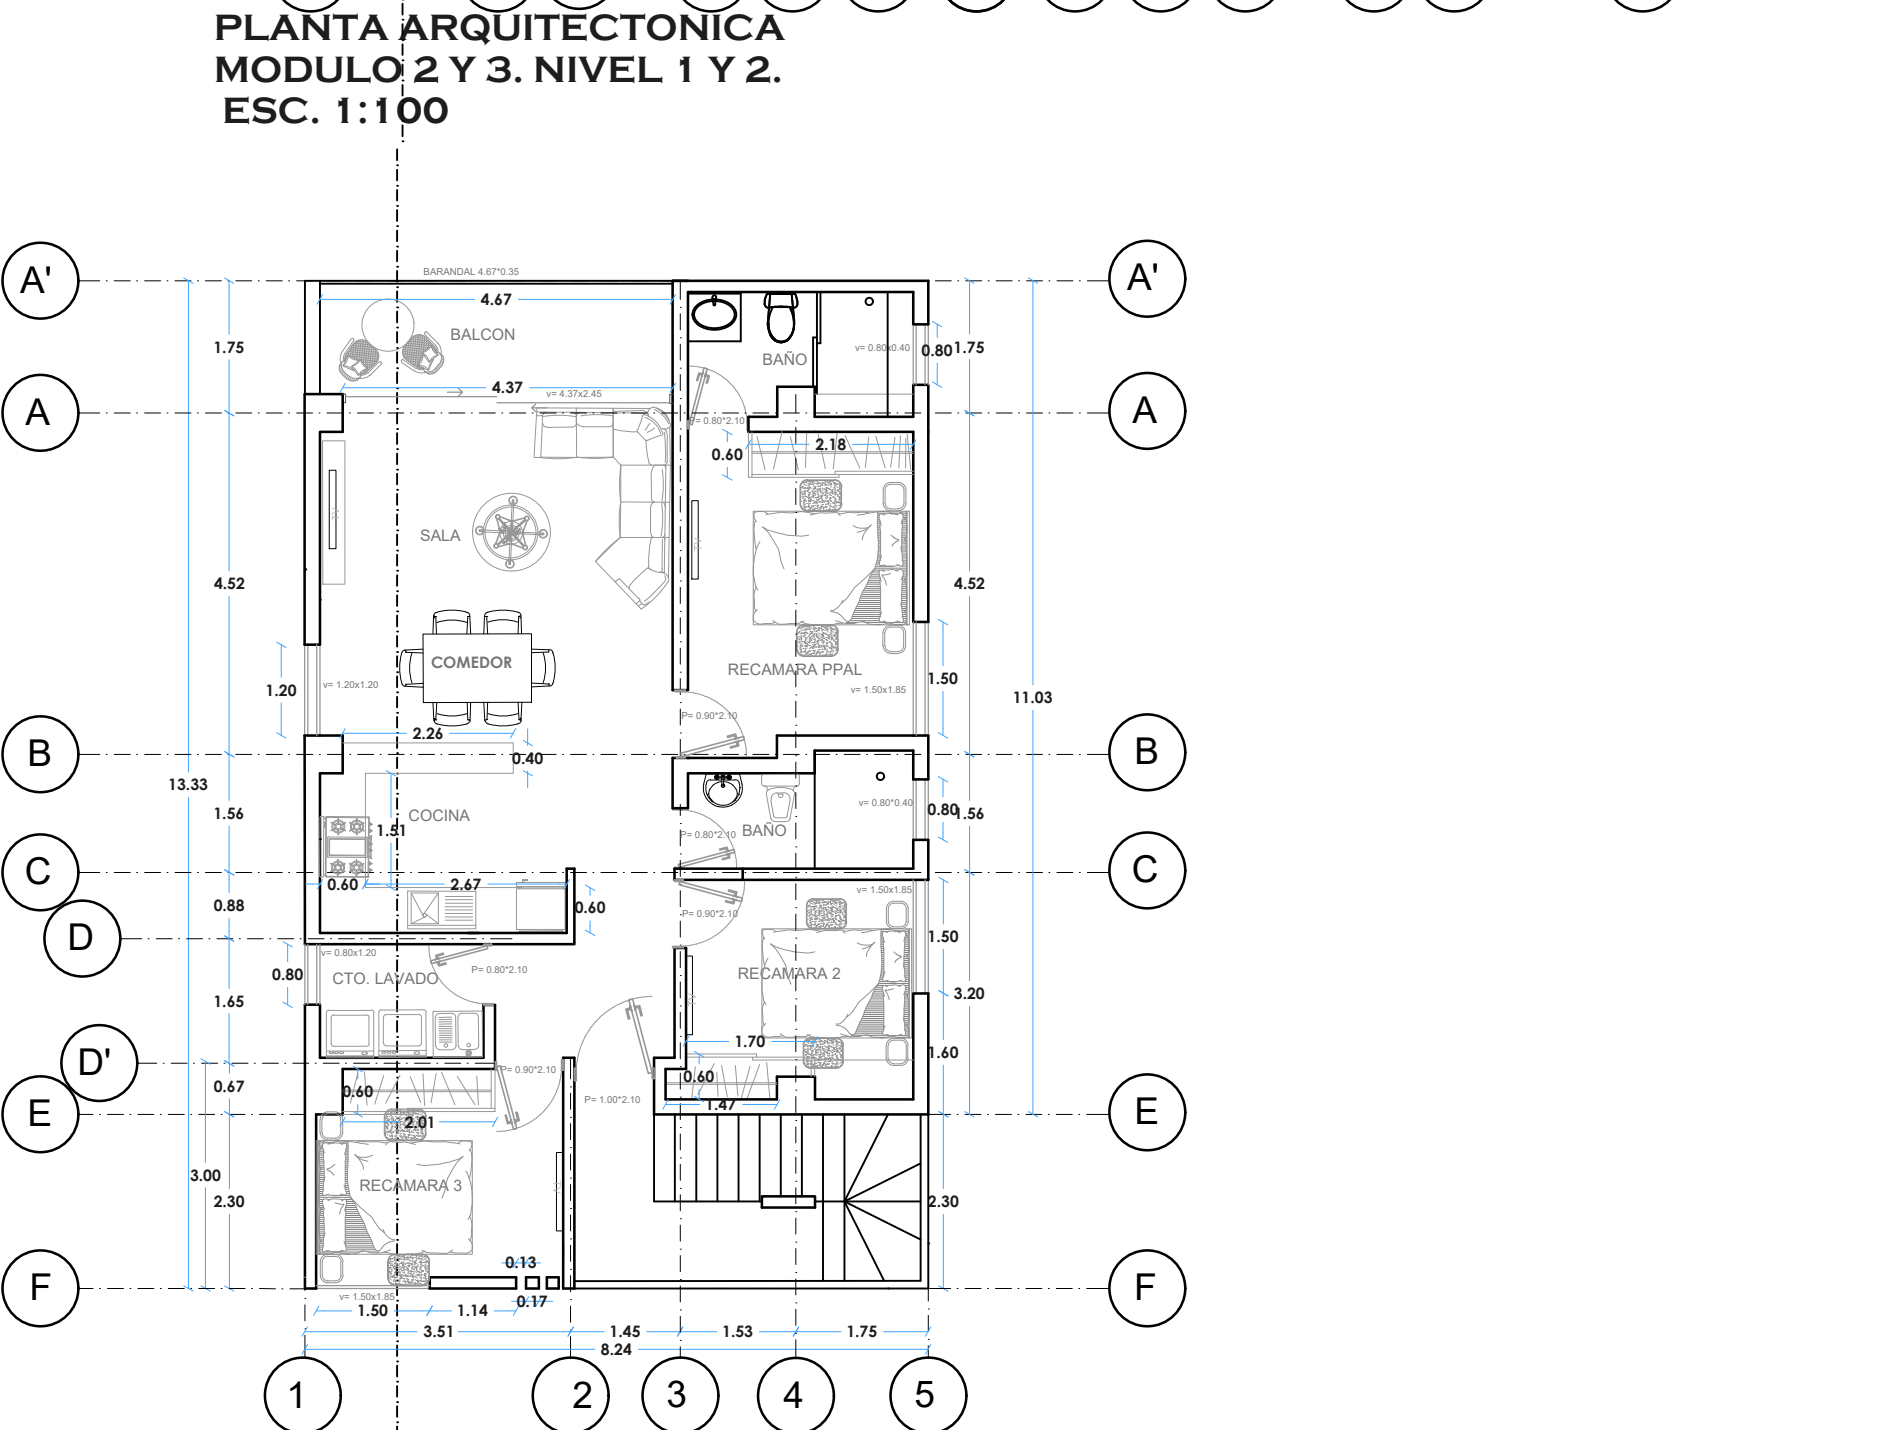 PLANTA ARQUITECTONICA
MODULO 2 Y 3. NIVEL 1 Y 2.
ESC. 1:100
BARANDAL 4.67*0.35
A'
A'
4.67
BALCON
1.75
BAÑO
v= 0.80x0.40
0.80
1.75
4.37
v= 4.37x2.45
A
A
P= 0.80*2.10
2.18
0.60
SALA
4.52
4.52
COMEDOR
RECAMARA PPAL
1.20
v= 1.20x1.20
v= 1.50x1.85
1.50
11.03
P= 0.90*2.10
2.26
B
B
0.40
13.33
1.56
COCINA
1.51
v= 0.80*0.40
0.80
1.56
P= 0.80*2.10
BAÑO
C
C
0.60
2.67
0.60
v= 1.50x1.85
0.88
P= 0.90*2.10
D
1.50
v= 0.80x1.20
0.80
CTO. LAVADO
P= 0.80*2.10
RECAMARA 2
1.65
3.20
1.70
1.60
D'
P= 0.90*2.10
0.67
0.60
0.60
P= 1.00*2.10
1.47
E
E
2.01
3.00
RECAMARA 3
2.30
2.30
0.13
F
F
v= 1.50x1.85
0.17
1.50
1.14
3.51
1.45
1.53
1.75
8.24
1
2
3
4
5